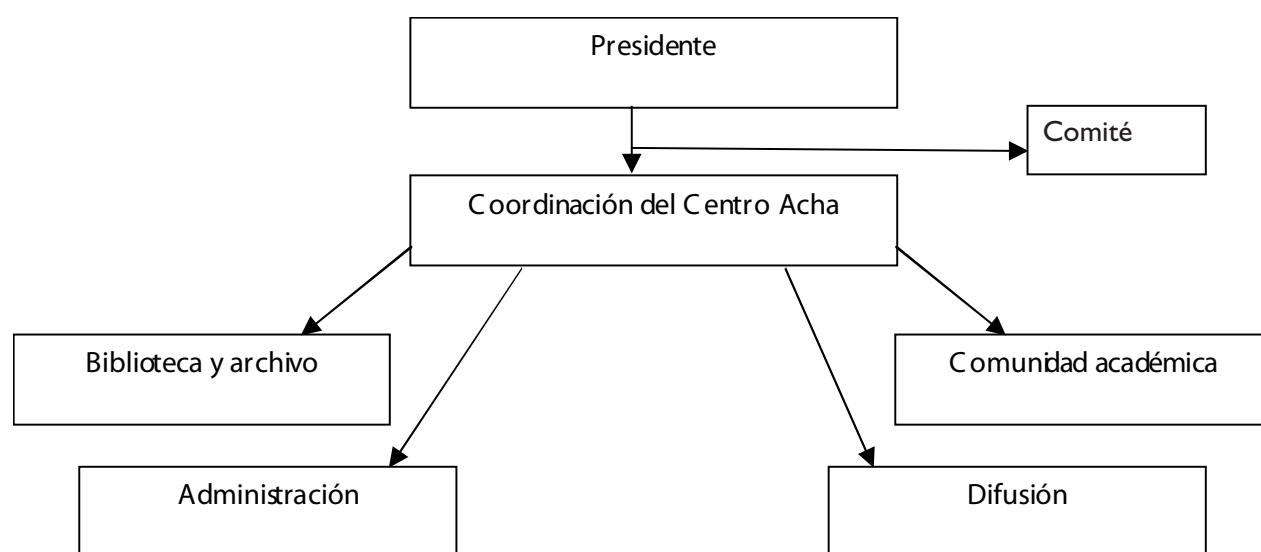 Presidente
Comité
Coordinación del Centro Acha
Biblioteca y archivo
Comunidad académica
Administración
Difusión